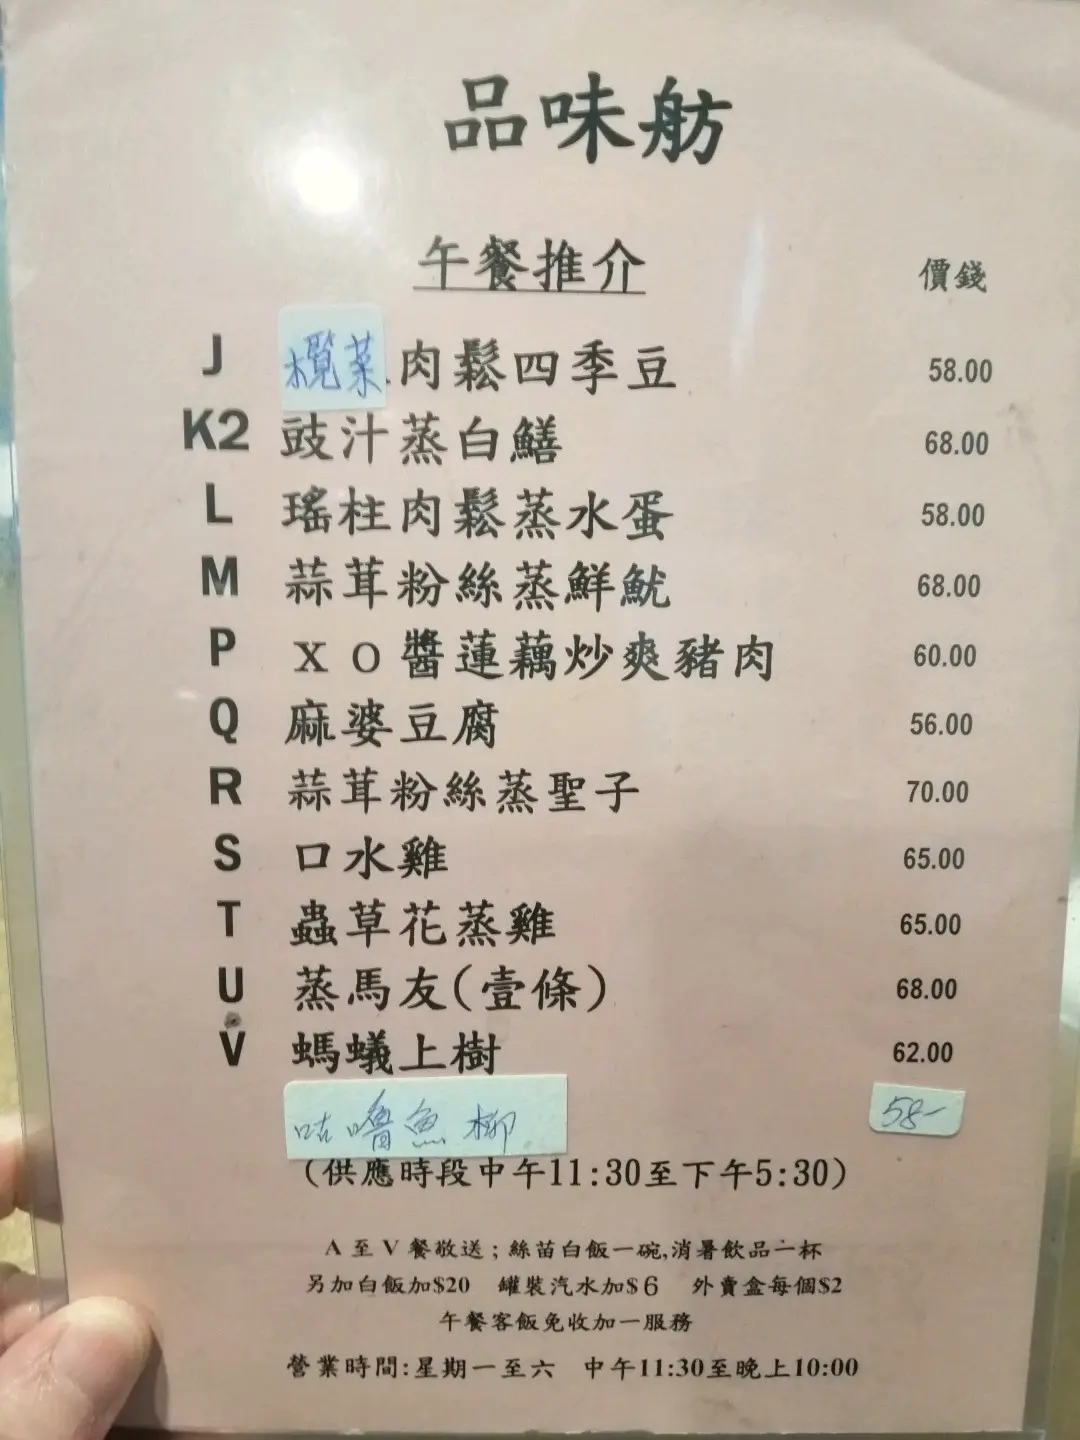 品味舫
午餐推介 價錢
J 欖菜肉鬆四季豆 58.00
K2 豉汁蒸白鱔 68.00
L 瑤柱肉鬆蒸水蛋 58.00
M 蒜茸粉絲蒸鮮魷 68.00
P XO醬蓮藕炒爽豬肉 60.00
Q 麻婆豆腐 56.00
R 蒜茸粉絲蒸聖子 70.00
S 口水雞 65.00
T 蟲草花蒸雞 65.00
U 蒸馬友(壹條) 68.00
V 螞蟻上樹 62.00
咕嚕魚柳 58-
(供應時段中午11:30至下午5:30)
A 至 V 餐敬送；絲苗白飯一碗,消暑飲品一杯
另加白飯加$20 罐裝汽水加$6 外賣盒每個$2
午餐客飯免收加一服務
營業時間:星期一至六 中午11:30至晚上10:00